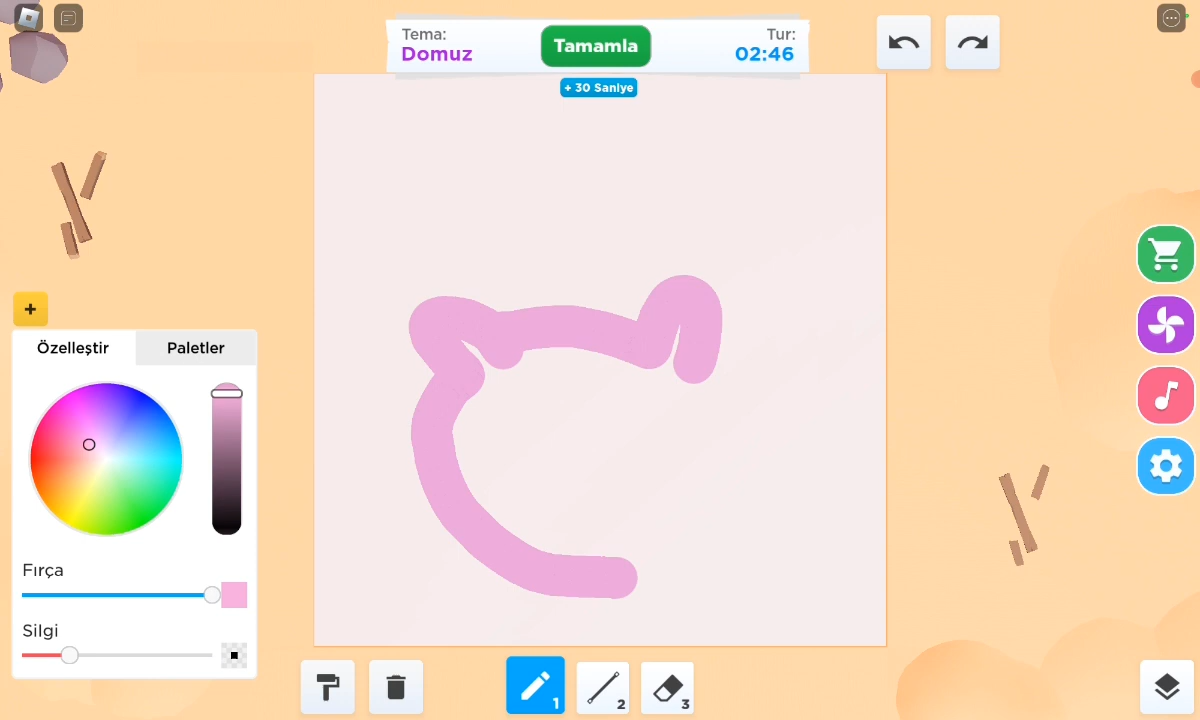 Tema:
Domuz
Tamamla
Tur:
02:46
+ 30 Saniye
+
Özelleştir
Paletler
Fırça
Silgi
1
2
3